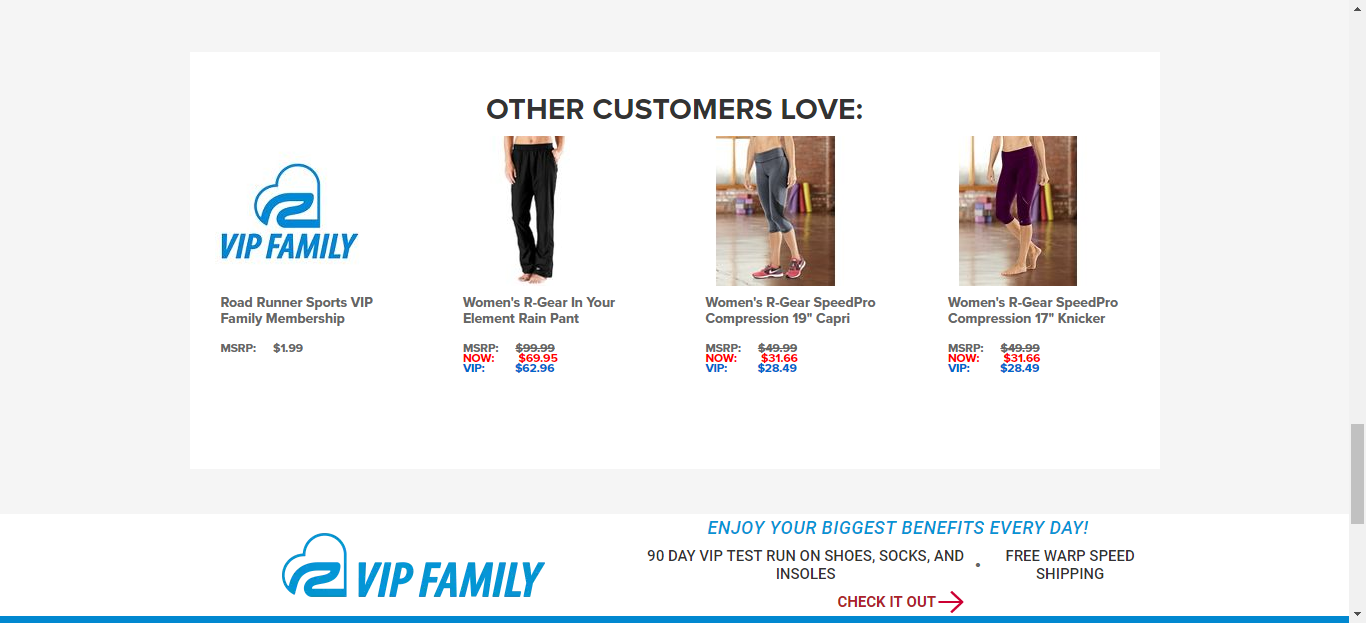 OTHER CUSTOMERS LOVE:
VIP FAMILY
Road Runner Sports VIP
Family Membership
MSRP: $1.99
Women's R-Gear In Your
Element Rain Pant
MSRP: $99.99
NOW: $69.95
VIP: $62.96
Women's R-Gear SpeedPro
Compression 19" Capri
MSRP: $49.99
NOW: $31.66
VIP: $28.49
Women's R-Gear SpeedPro
Compression 17" Knicker
MSRP: $49.99
NOW: $31.66
VIP: $28.49
VIP FAMILY
ENJOY YOUR BIGGEST BENEFITS EVERY DAY!
90 DAY VIP TEST RUN ON SHOES, SOCKS, AND
INSOLES
•
FREE WARP SPEED
SHIPPING
CHECK IT OUT